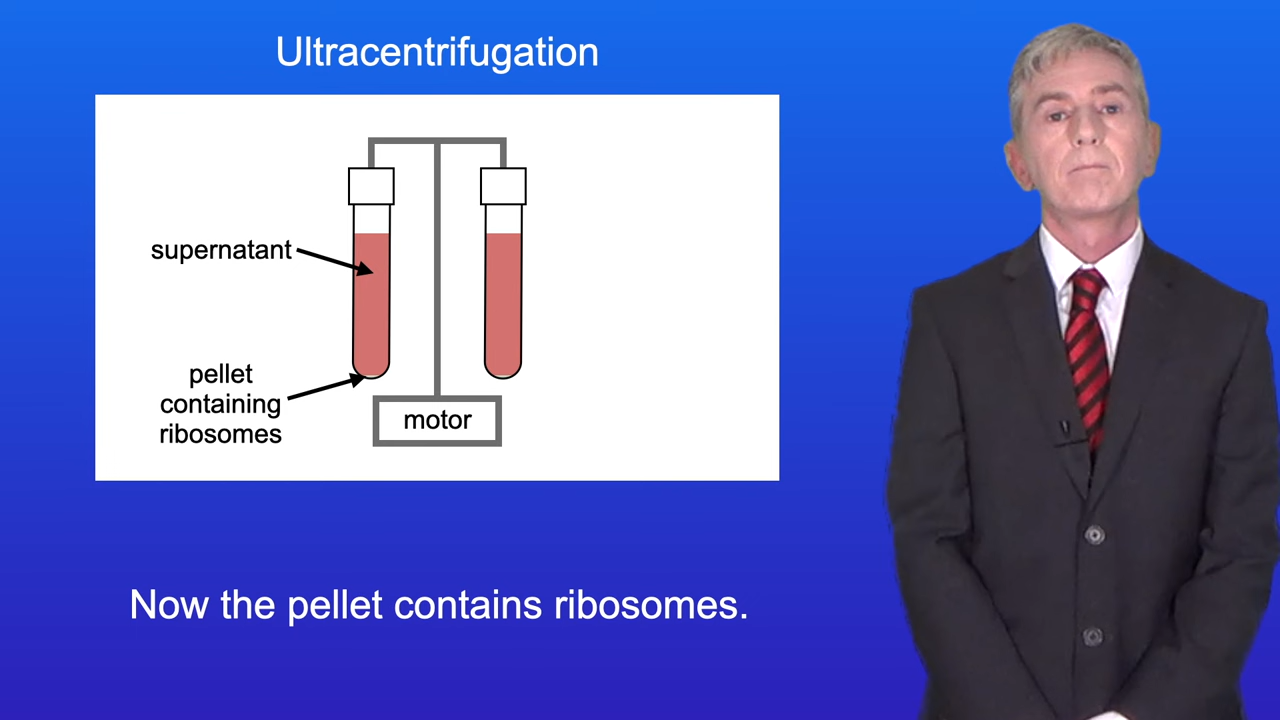 Ultracentrifugation
supernatant
pellet
containing
ribosomes
motor
Now the pellet contains ribosomes.